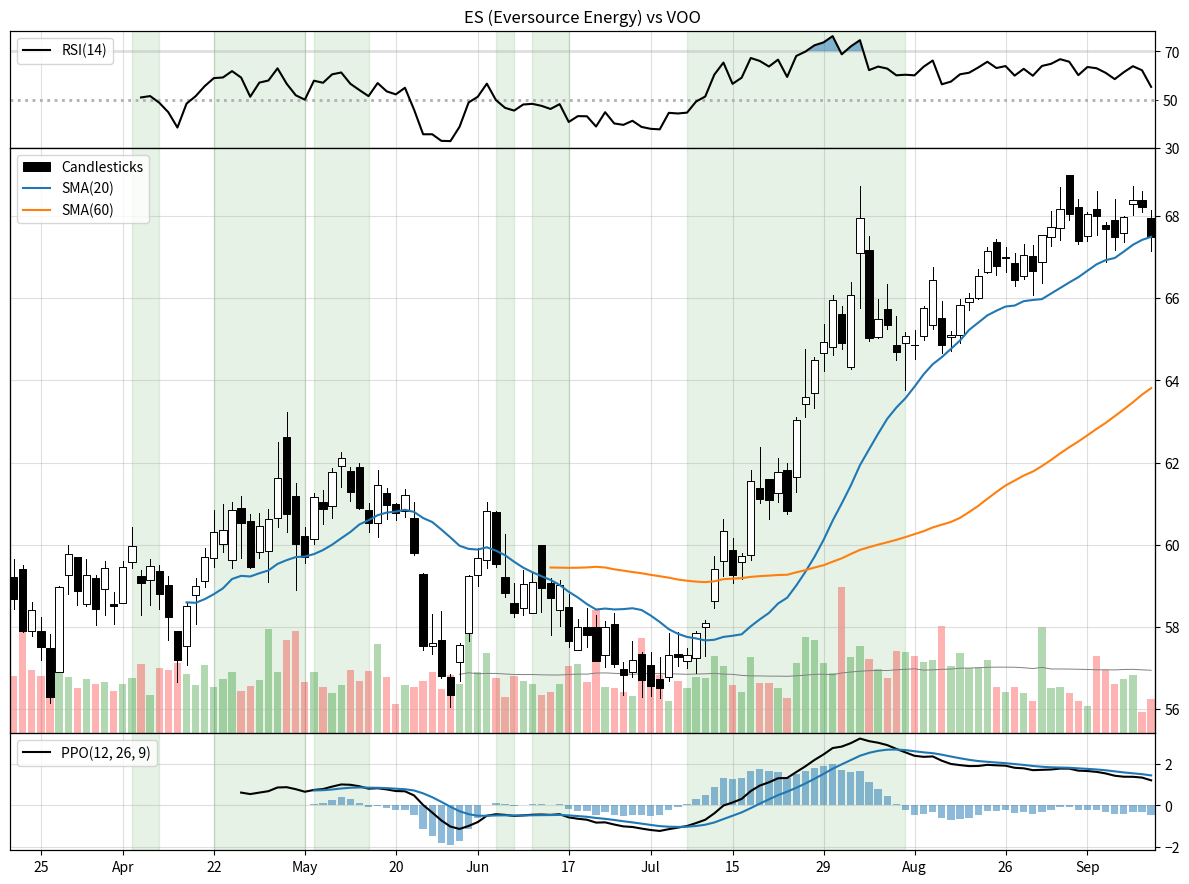 ES (Eversource Energy) vs VOO
RSI(14)
70
50
30
Candlesticks
SMA(20)
SMA(60)
68
66
64
62
60
58
56
PPO(12, 26, 9)
2
0
−2
25 Apr 22 May 20 Jun 17 Jul 15 29 Aug 26 Sep